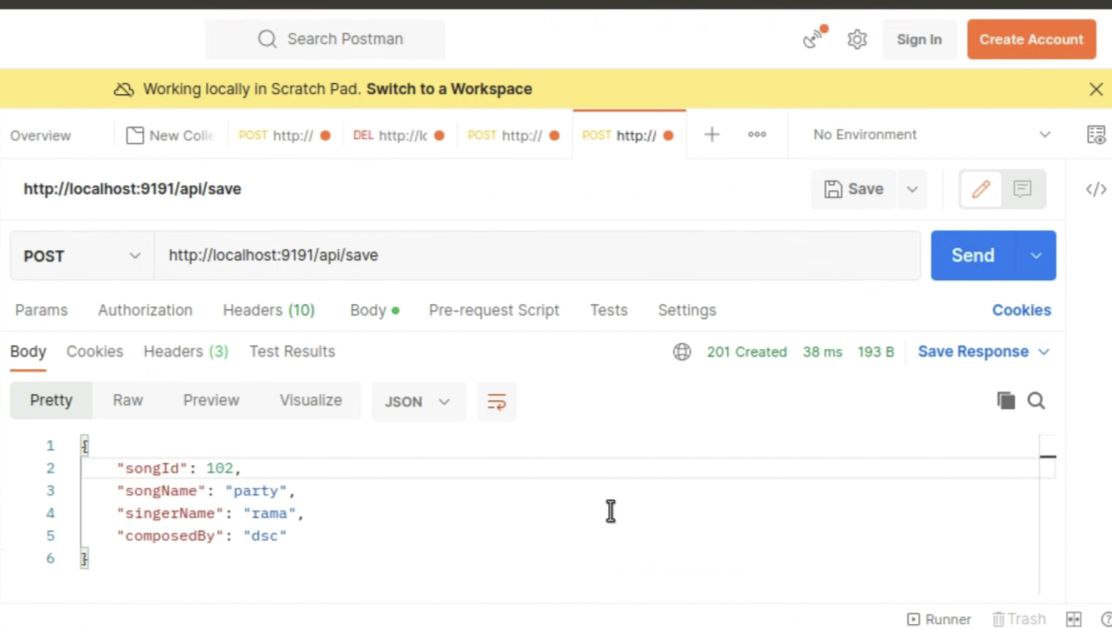 Search Postman
Sign In
Create Account
Working locally in Scratch Pad. Switch to a Workspace
Overview
New Colle
POST http://
DEL http://lc
POST http://
POST http://
No Environment
http://localhost:9191/api/save
Save
POST
http://localhost:9191/api/save
Send
Params Authorization Headers (10) Body Pre-request Script Tests Settings Cookies
Body Cookies Headers (3) Test Results 201 Created 38 ms 193 B Save Response
Pretty Raw Preview Visualize JSON
1 {
2 "songId": 102,
3 "songName": "party",
4 "singerName": "rama",
5 "composedBy": "dsc"
6 }
Runner Trash